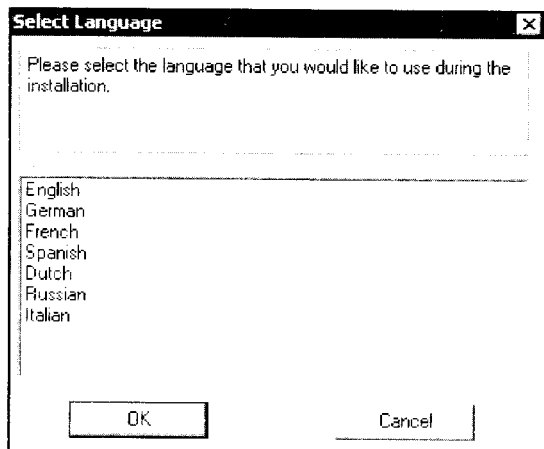 Select Language
Please select the language that you would like to use during the
installation.
English
German
French
Spanish
Dutch
Russian
Italian
OK
Cancel